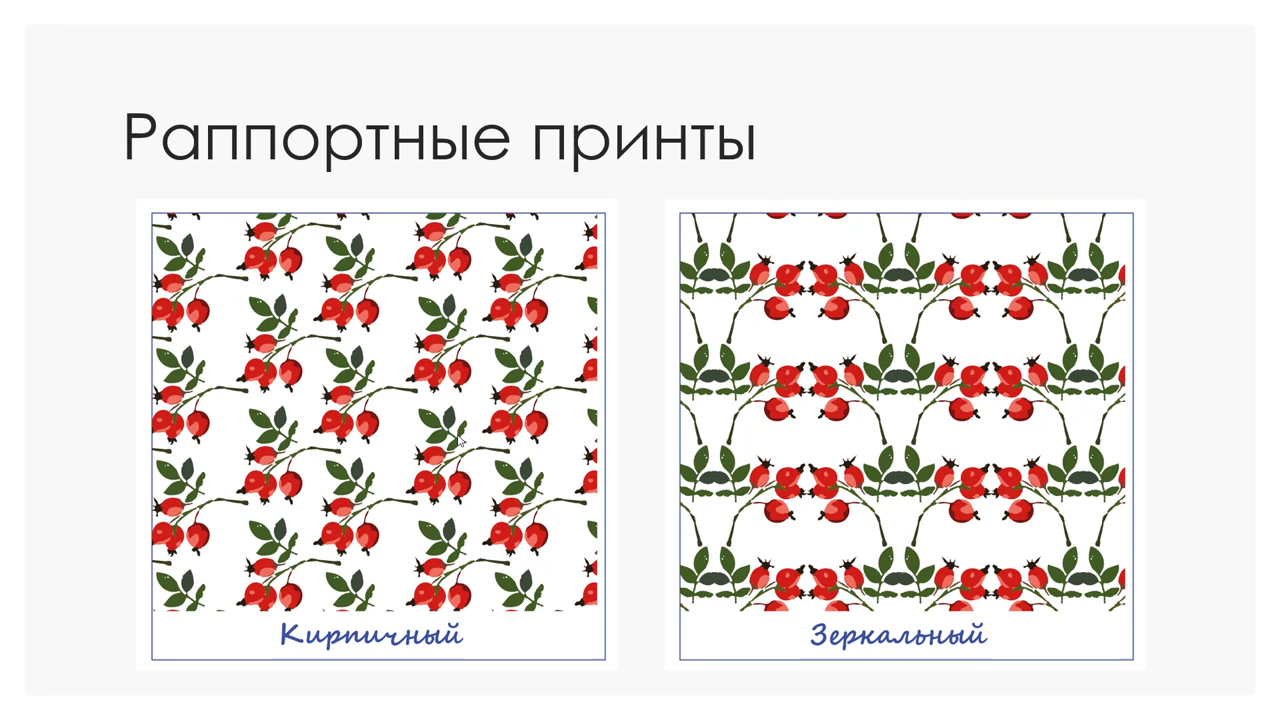 Раппортные принты
Кирпичный
Зеркальный